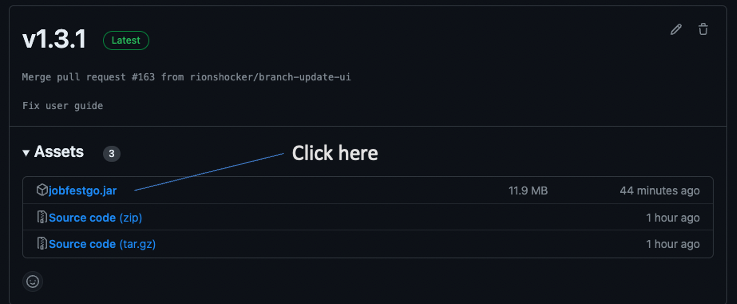 v1.3.1 Latest
Merge pull request #163 from rionshocker/branch-update-ui
Fix user guide
Assets 3
Click here
jobfestgo.jar 11.9 MB 44 minutes ago
Source code (zip) 1 hour ago
Source code (tar.gz) 1 hour ago